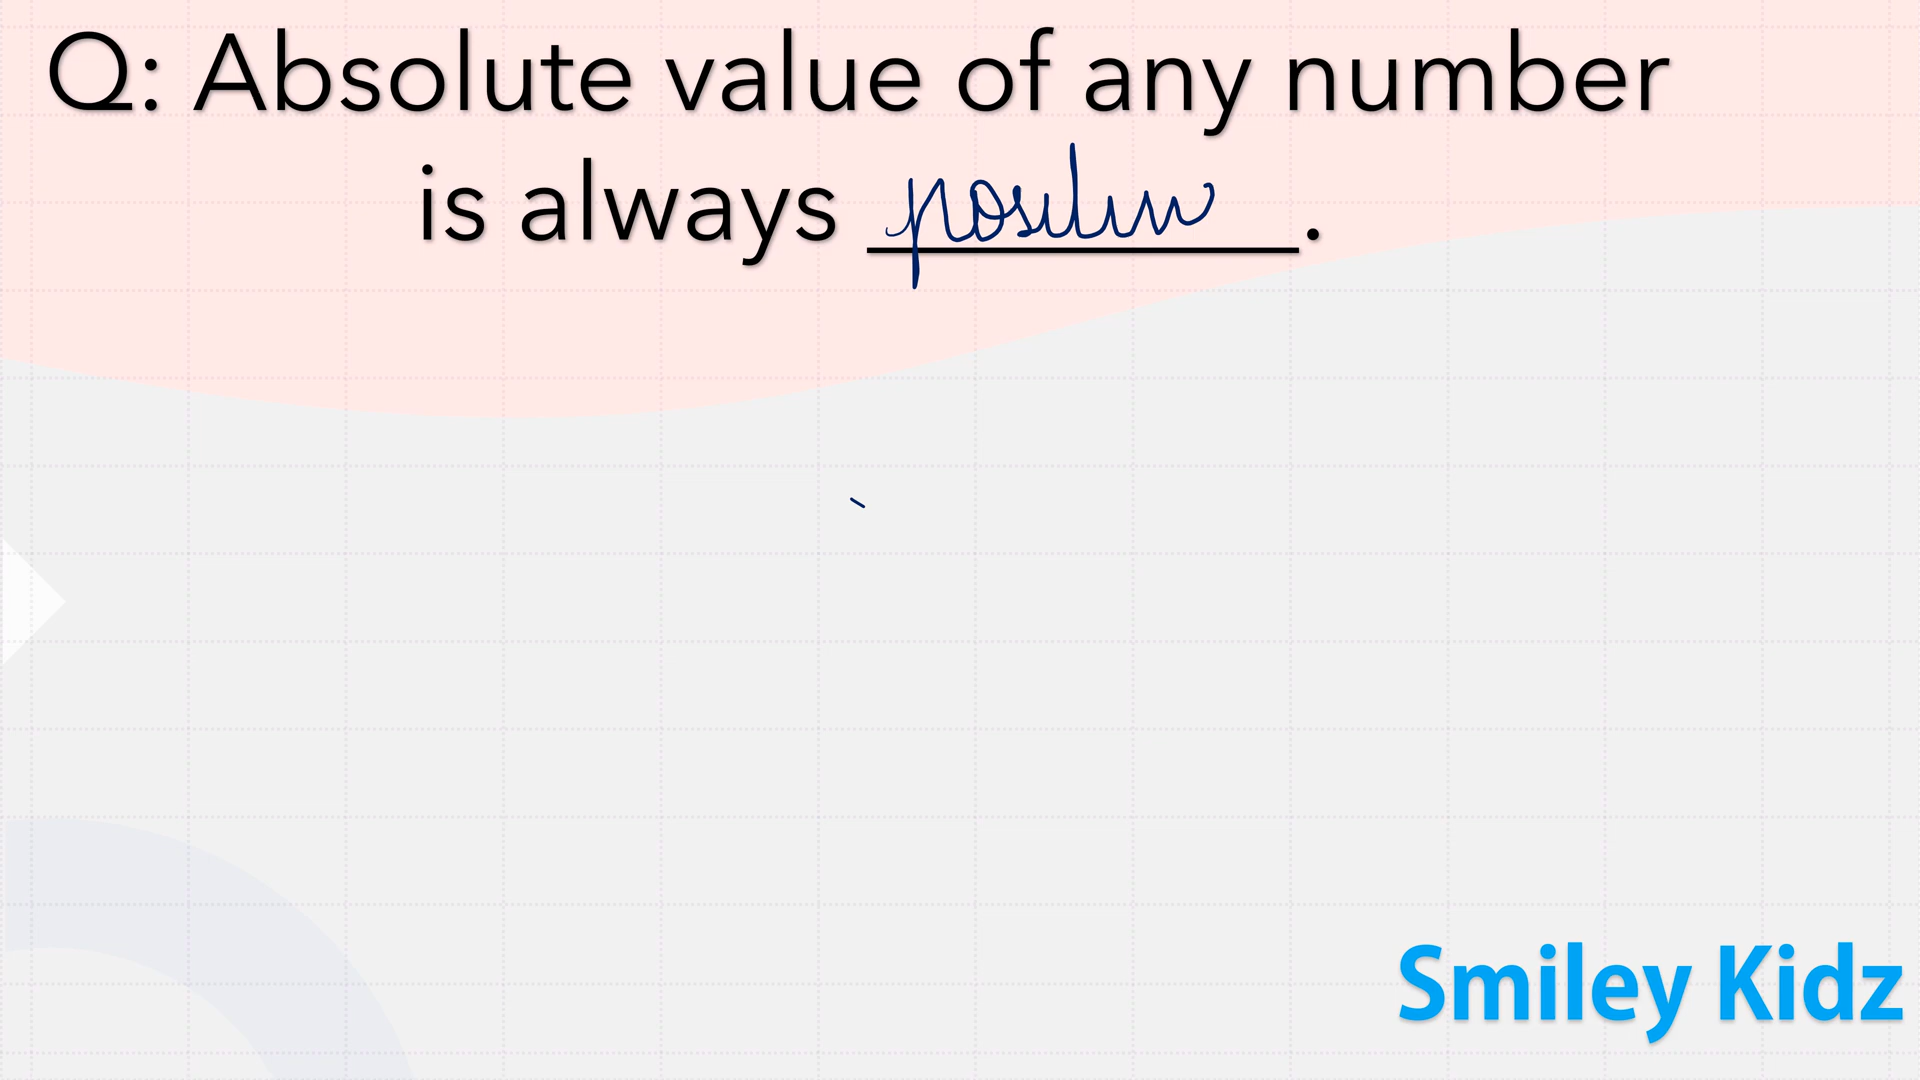 Q: Absolute value of any number
is always positive.
Smiley Kidz